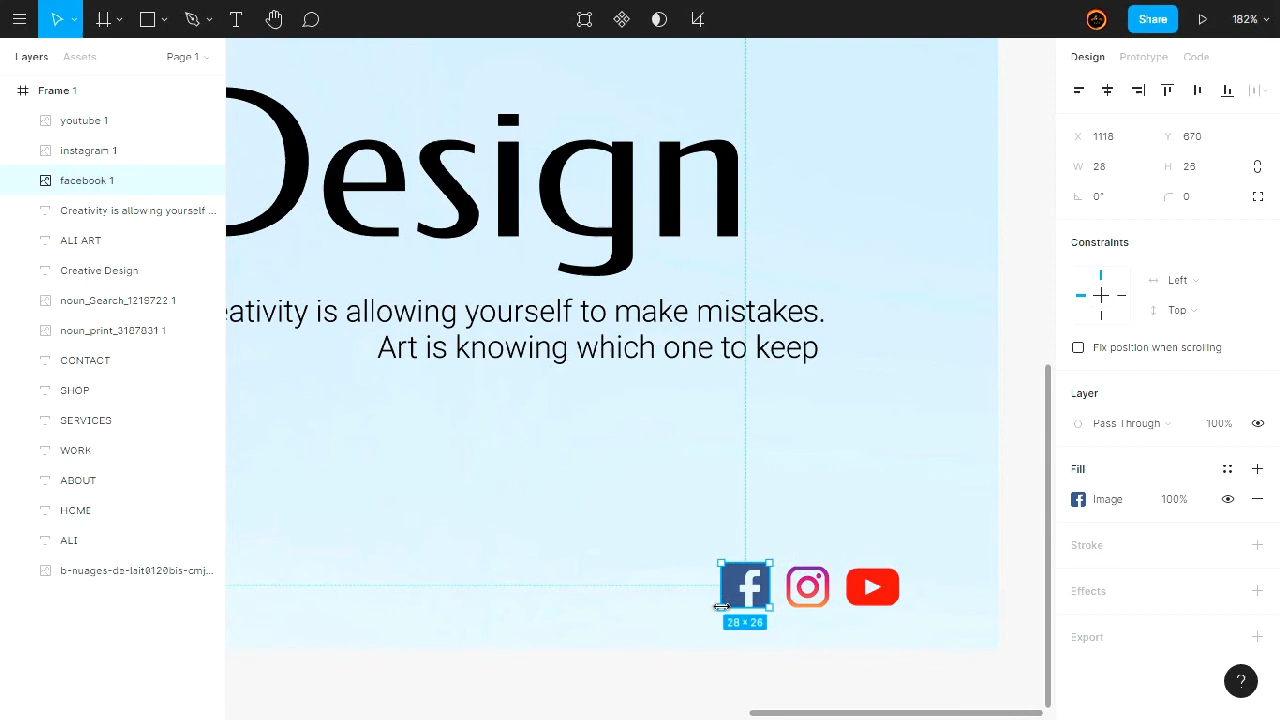 Share
182%
Layers
Assets
Page 1
Design
Prototype
Code
Frame 1
youtube 1
instagram 1
facebook 1
Creativity is allowing yourself ...
ALI ART
Creative Design
noun_Search_1219722 1
noun_print_3187831 1
CONTACT
SHOP
SERVICES
WORK
ABOUT
HOME
ALI
b-nuages-de-lait0120bis-cmj...
Design
eativity is allowing yourself to make mistakes.
Art is knowing which one to keep
28 × 26
X 1118 Y 670
W 28 H 26
0° 0
Constraints
Left
Top
Fix position when scrolling
Layer
Pass Through 100%
Fill
Image 100%
Stroke
Effects
Export
?